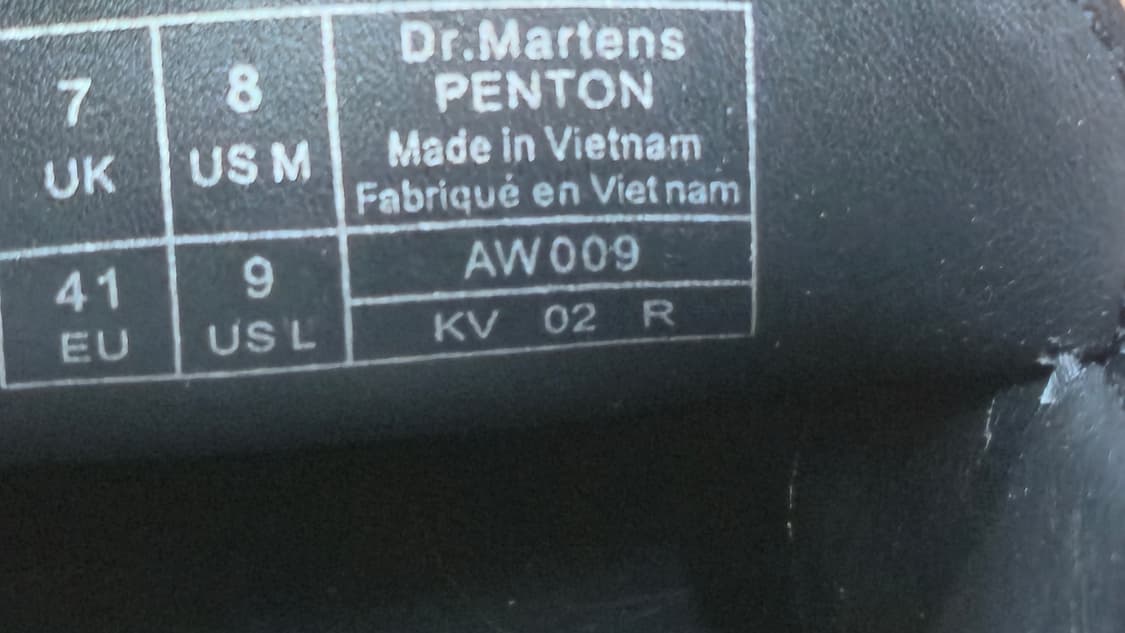 7
UK
8
US M
41
EU
9
US L
Dr.Martens
PENTON
Made in Vietnam
Fabriqué en Vietnam
AW009
KV 02 R